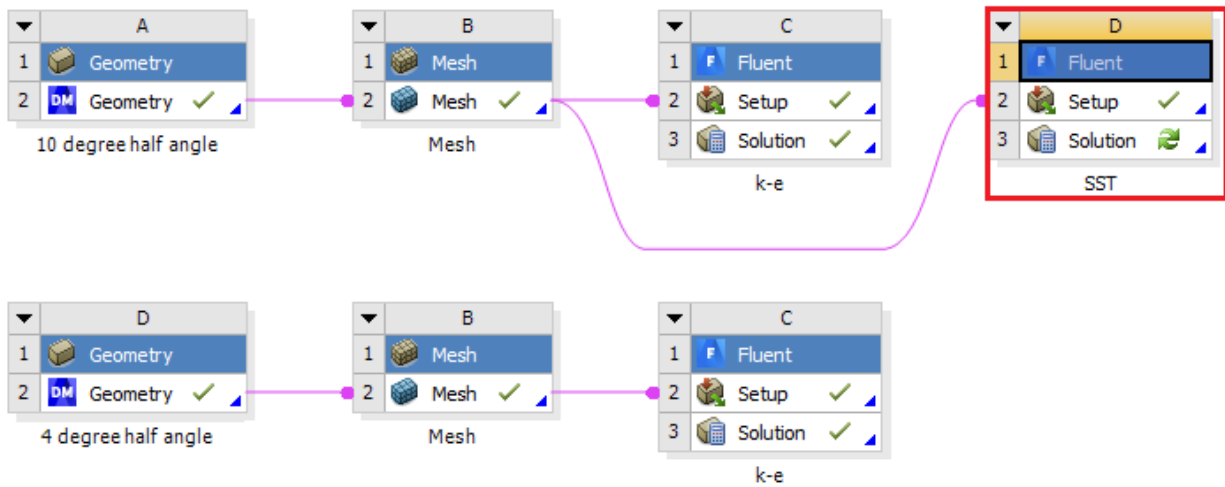 A
1 Geometry
2 DM Geometry
10 degree half angle
B
1 Mesh
2 Mesh
Mesh
C
1 F Fluent
2 Setup
3 Solution
k-e
D
1 F Fluent
2 Setup
3 Solution
SST
D
1 Geometry
2 DM Geometry
4 degree half angle
B
1 Mesh
2 Mesh
Mesh
C
1 F Fluent
2 Setup
3 Solution
k-e